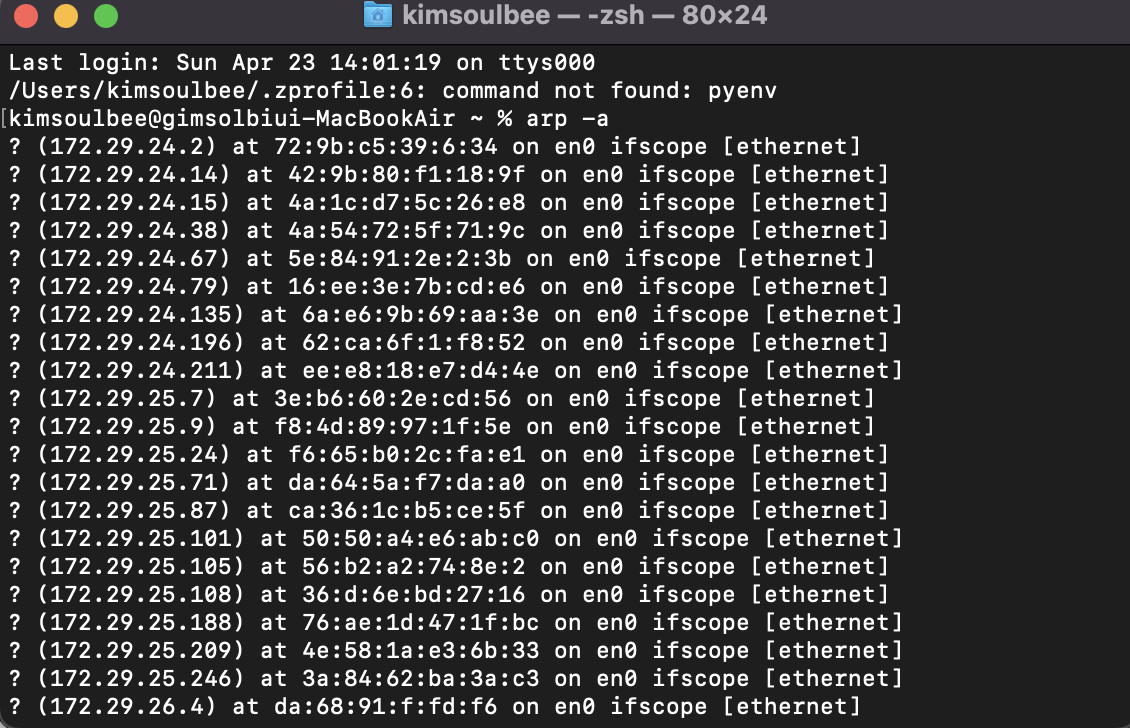 kimsoulbee — -zsh — 80×24
Last login: Sun Apr 23 14:01:19 on ttys000
/Users/kimsoulbee/.zprofile:6: command not found: pyenv
[kimsoulbee@gimsolbiui-MacBookAir ~ % arp -a
? (172.29.24.2) at 72:9b:c5:39:6:34 on en0 ifscope [ethernet]
? (172.29.24.14) at 42:9b:80:f1:18:9f on en0 ifscope [ethernet]
? (172.29.24.15) at 4a:1c:d7:5c:26:e8 on en0 ifscope [ethernet]
? (172.29.24.38) at 4a:54:72:5f:71:9c on en0 ifscope [ethernet]
? (172.29.24.67) at 5e:84:91:2e:2:3b on en0 ifscope [ethernet]
? (172.29.24.79) at 16:ee:3e:7b:cd:e6 on en0 ifscope [ethernet]
? (172.29.24.135) at 6a:e6:9b:69:aa:3e on en0 ifscope [ethernet]
? (172.29.24.196) at 62:ca:6f:1:f8:52 on en0 ifscope [ethernet]
? (172.29.24.211) at ee:e8:18:e7:d4:4e on en0 ifscope [ethernet]
? (172.29.25.7) at 3e:b6:60:2e:cd:56 on en0 ifscope [ethernet]
? (172.29.25.9) at f8:4d:89:97:1f:5e on en0 ifscope [ethernet]
? (172.29.25.24) at f6:65:b0:2c:fa:e1 on en0 ifscope [ethernet]
? (172.29.25.71) at da:64:5a:f7:da:a0 on en0 ifscope [ethernet]
? (172.29.25.87) at ca:36:1c:b5:ce:5f on en0 ifscope [ethernet]
? (172.29.25.101) at 50:50:a4:e6:ab:c0 on en0 ifscope [ethernet]
? (172.29.25.105) at 56:b2:a2:74:8e:2 on en0 ifscope [ethernet]
? (172.29.25.108) at 36:d:6e:bd:27:16 on en0 ifscope [ethernet]
? (172.29.25.188) at 76:ae:1d:47:1f:bc on en0 ifscope [ethernet]
? (172.29.25.209) at 4e:58:1a:e3:6b:33 on en0 ifscope [ethernet]
? (172.29.25.246) at 3a:84:62:ba:3a:c3 on en0 ifscope [ethernet]
? (172.29.26.4) at da:68:91:f:fd:f6 on en0 ifscope [ethernet]